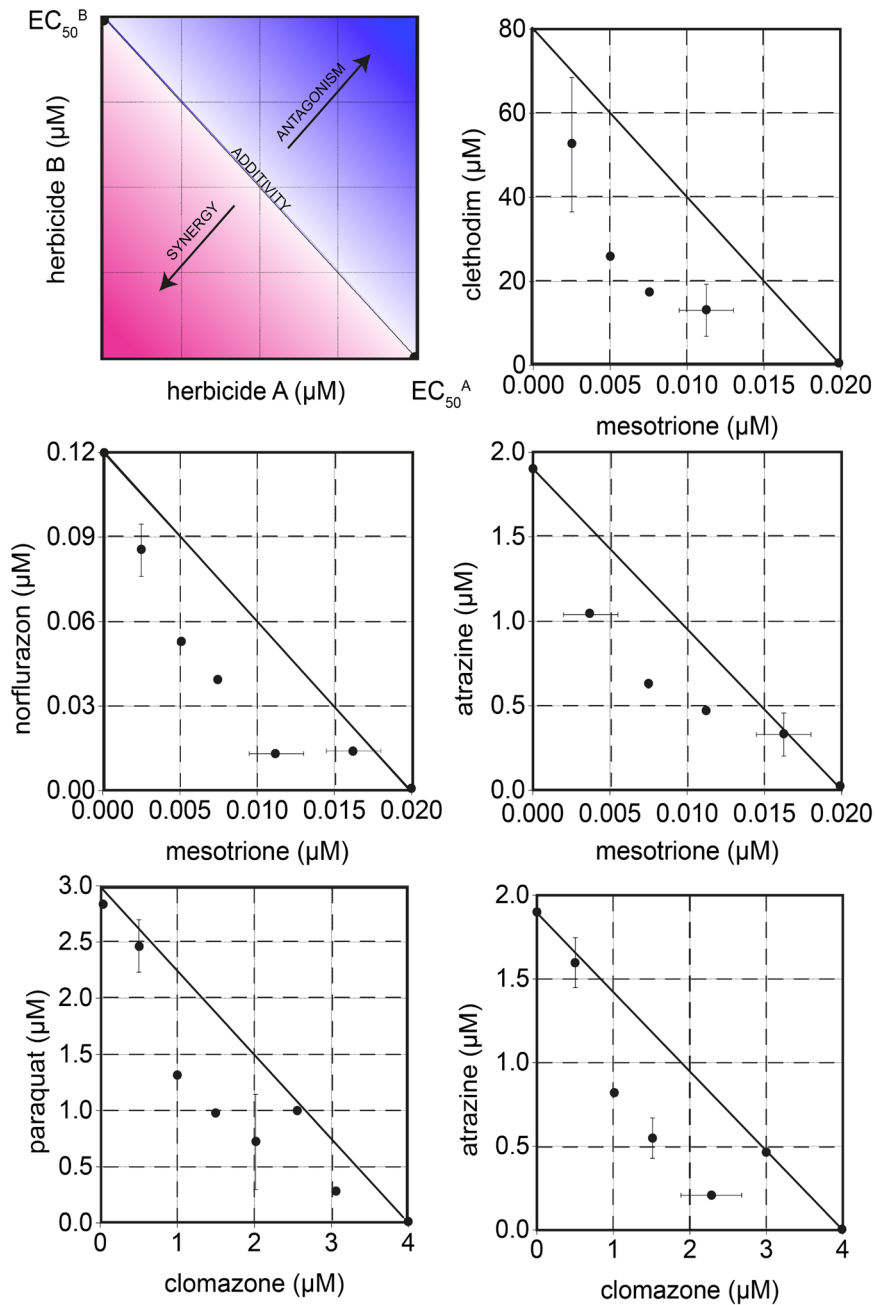 EC50B
herbicide B (µM)
ANTAGONISM
ADDITIVITY
SYNERGY
herbicide A (µM)
EC50A
clethodim (µM)
80
60
40
20
0
0.000 0.005 0.010 0.015 0.020
mesotrione (µM)
norflurazon (µM)
0.12
0.09
0.06
0.03
0.00
0.000 0.005 0.010 0.015 0.020
mesotrione (µM)
atrazine (µM)
2.0
1.5
1.0
0.5
0.0
0.000 0.005 0.010 0.015 0.020
mesotrione (µM)
paraquat (µM)
3.0
2.5
2.0
1.5
1.0
0.5
0.0
0 1 2 3 4
clomazone (µM)
atrazine (µM)
2.0
1.5
1.0
0.5
0.0
0 1 2 3 4
clomazone (µM)